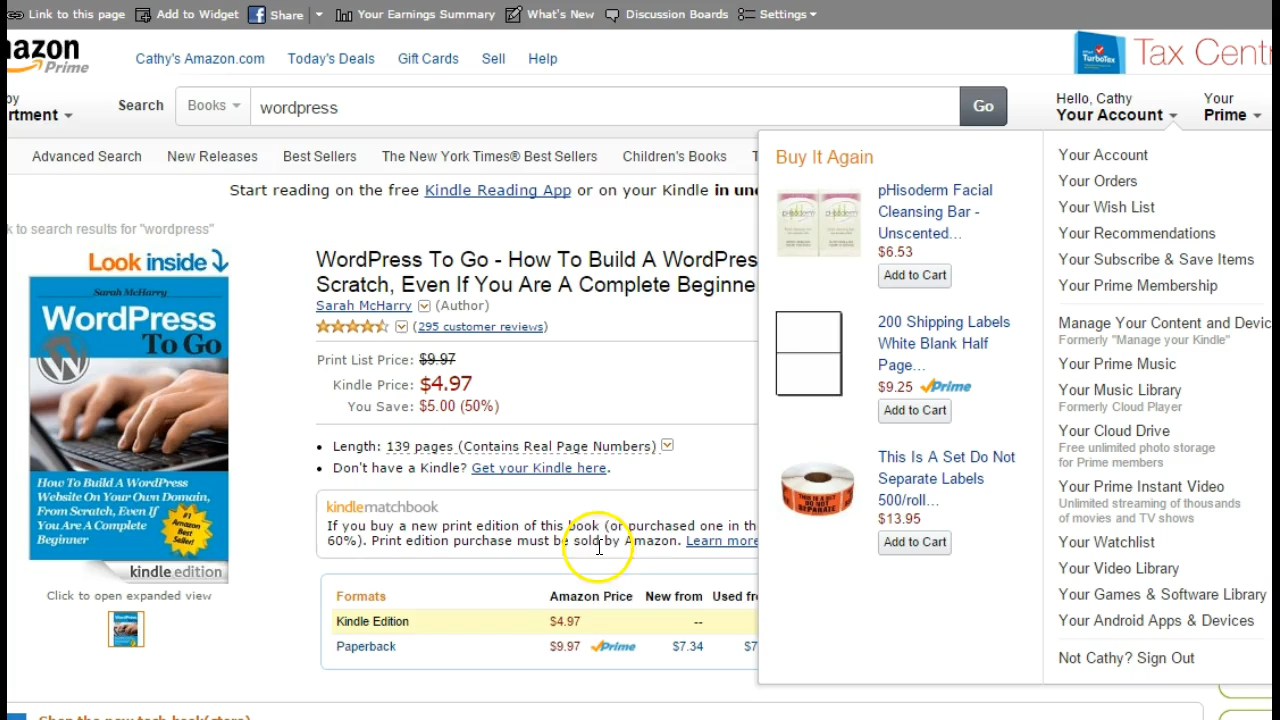 Link to this page Add to Widget Share Your Earnings Summary What's New Discussion Boards Settings
azon
Prime
Cathy's Amazon.com Today's Deals Gift Cards Sell Help
TurboTax
Tax Cent
by
rtment
Search Books wordpress Go
Hello, Cathy
Your Account
Your
Prime
Advanced Search New Releases Best Sellers The New York Times® Best Sellers Children's Books T
Start reading on the free Kindle Reading App or on your Kindle in un
k to search results for "wordpress"
Look inside
Sarah McHarry
WordPress
To Go
How To Build A WordPress
Website On Your Own Domain,
From Scratch, Even If
You Are A Complete
Beginner
#1
Amazon
Best
Seller!
kindle edition
Click to open expanded view
WordPress To Go - How To Build A WordPres
Scratch, Even If You Are A Complete Beginne
Sarah McHarry (Author)
(295 customer reviews)
Print List Price: $9.97
Kindle Price: $4.97
You Save: $5.00 (50%)
Length: 139 pages (Contains Real Page Numbers)
Don't have a Kindle? Get your Kindle here.
kindlematchbook
If you buy a new print edition of this book (or purchased one in the
60%). Print edition purchase must be sold by Amazon. Learn more
Formats Amazon Price New from Used fr
Kindle Edition $4.97 --
Paperback $9.97 Prime $7.34 $7
Buy It Again
pHisoderm Facial
Cleansing Bar -
Unscented...
$6.53
Add to Cart
200 Shipping Labels
White Blank Half
Page...
$9.25 Prime
Add to Cart
THIS IS A SET
DO NOT
SEPARATE
This Is A Set Do Not
Separate Labels
500/roll...
$13.95
Add to Cart
Your Account
Your Orders
Your Wish List
Your Recommendations
Your Subscribe & Save Items
Your Prime Membership
Manage Your Content and Devic
Formerly "Manage your Kindle"
Your Prime Music
Your Music Library
Formerly Cloud Player
Your Cloud Drive
Free unlimited photo storage
for Prime members
Your Prime Instant Video
Unlimited streaming of thousands
of movies and TV shows
Your Watchlist
Your Video Library
Your Games & Software Library
Your Android Apps & Devices
Not Cathy? Sign Out